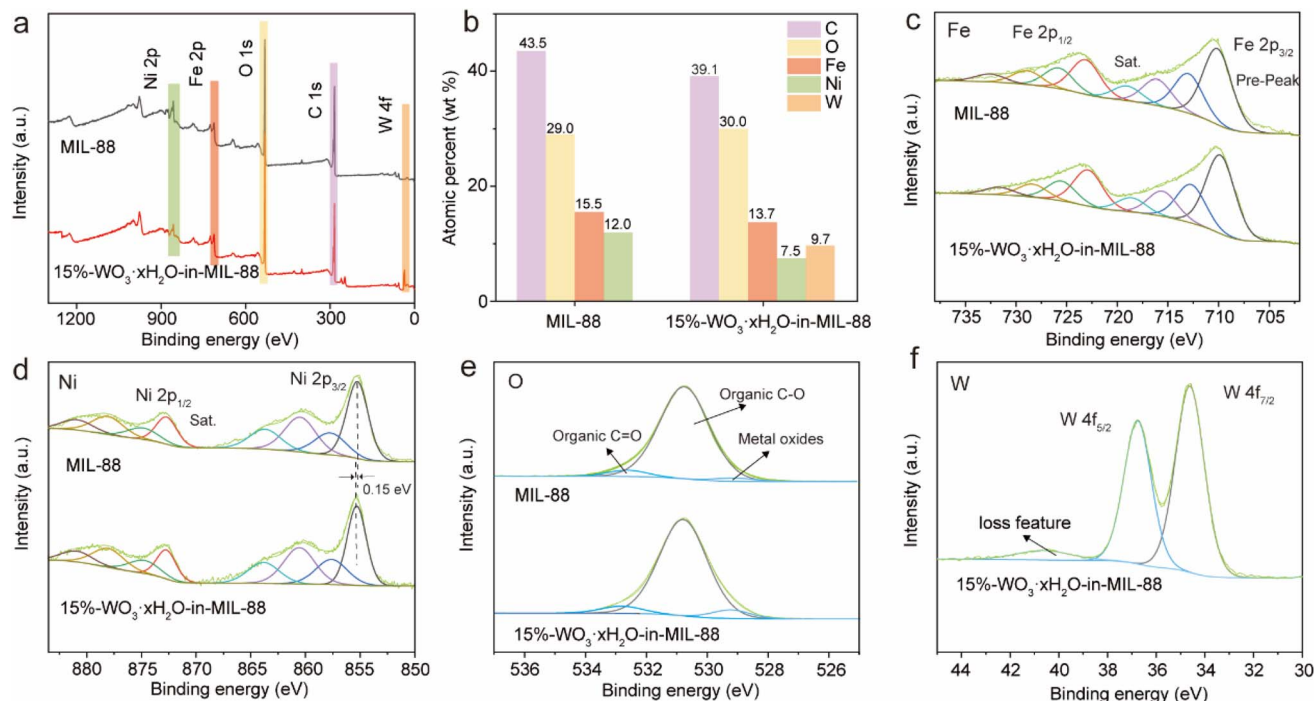 a
Ni 2p
Fe 2p
O 1s
C 1s
W 4f
MIL-88
15%-WO₃·xH₂O-in-MIL-88
Intensity (a.u.)
1200 900 600 300 0
Binding energy (eV)
b
C
O
Fe
Ni
W
43.5
29.0
15.5
12.0
39.1
30.0
13.7
7.5
9.7
Atomic percent (wt %)
40
20
0
MIL-88 15%-WO₃·xH₂O-in-MIL-88
c
Fe
Fe 2p₁/₂
Sat.
Fe 2p₃/₂
Pre-Peak
MIL-88
15%-WO₃·xH₂O-in-MIL-88
Intensity (a.u.)
735 730 725 720 715 710 705
Binding energy (eV)
d
Ni
Ni 2p₁/₂
Sat.
Ni 2p₃/₂
MIL-88
0.15 eV
15%-WO₃·xH₂O-in-MIL-88
Intensity (a.u.)
880 875 870 865 860 855 850
Binding energy (eV)
e
O
Organic C-O
Organic C=O
Metal oxides
MIL-88
15%-WO₃·xH₂O-in-MIL-88
Intensity (a.u.)
536 534 532 530 528 526
Binding energy (eV)
f
W
W 4f₇/₂
W 4f₅/₂
loss feature
15%-WO₃·xH₂O-in-MIL-88
Intensity (a.u.)
44 42 40 38 36 34 32 30
Binding energy (eV)